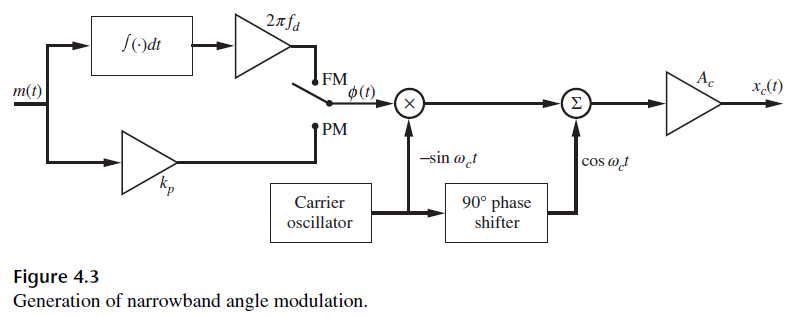 2πf_d
∫(·)dt
m(t)
FM
ϕ(t)
×
Σ
A_c
x_c(t)
PM
k_p
–sin ω_ct
cos ω_ct
Carrier
oscillator
90° phase
shifter
Figure 4.3
Generation of narrowband angle modulation.